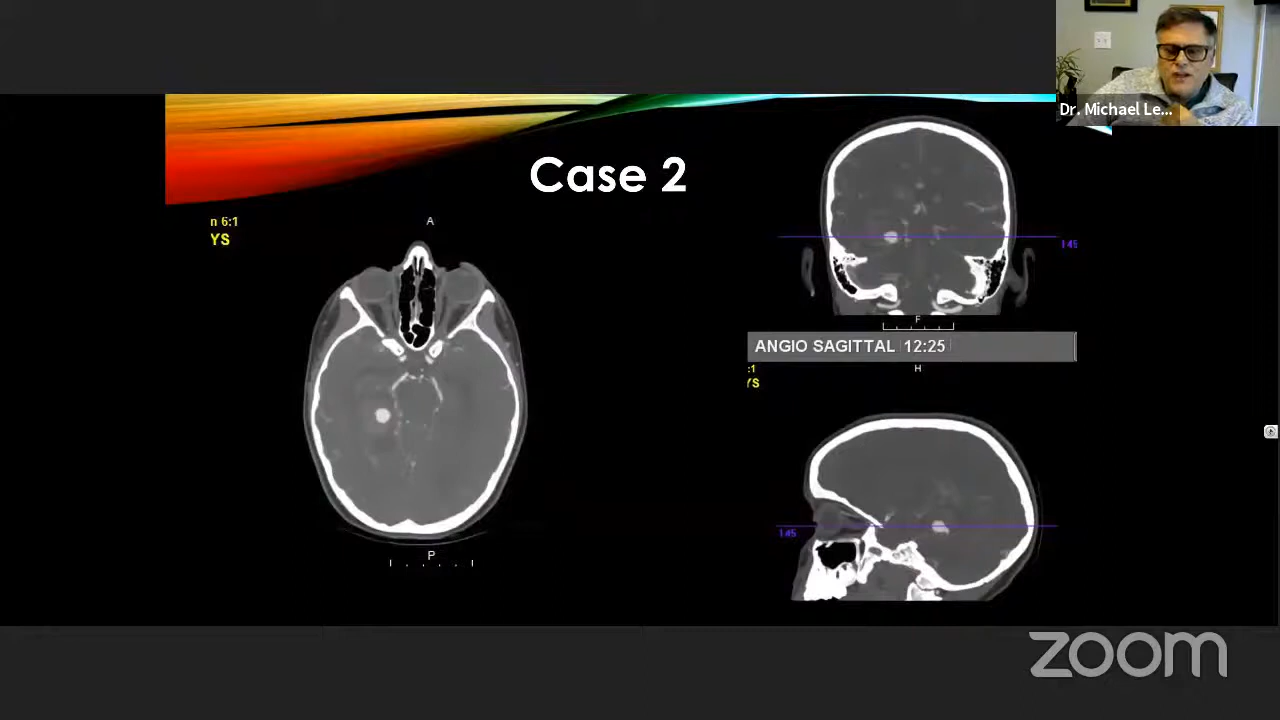 Dr. Michael Le...
Case 2
n 6:1
YS
A
P
145
F
ANGIO SAGITTAL 12:25
:1
YS
H
145
zoom